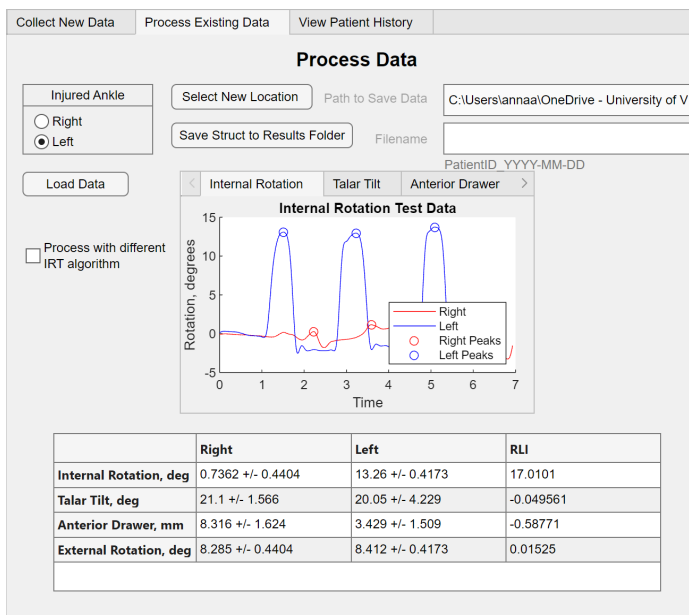 Collect New Data Process Existing Data View Patient History
Process Data
Injured Ankle
Right
Left
Select New Location Path to Save Data C:\Users\annaa\OneDrive - University of V
Save Struct to Results Folder Filename
PatientID_YYYY-MM-DD
Load Data
Internal Rotation Talar Tilt Anterior Drawer
Process with different
IRT algorithm
Internal Rotation Test Data
Rotation, degrees
15
10
5
0
-5
0 1 2 3 4 5 6 7
Time
Right
Left
Right Peaks
Left Peaks
Right Left RLI
Internal Rotation, deg 0.7362 +/- 0.4404 13.26 +/- 0.4173 17.0101
Talar Tilt, deg 21.1 +/- 1.566 20.05 +/- 4.229 -0.049561
Anterior Drawer, mm 8.316 +/- 1.624 3.429 +/- 1.509 -0.58771
External Rotation, deg 8.285 +/- 0.4404 8.412 +/- 0.4173 0.01525